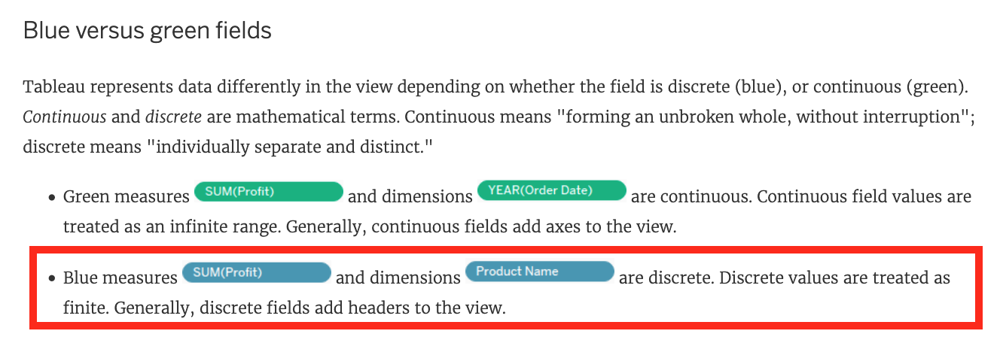 Blue versus green fields
Tableau represents data differently in the view depending on whether the field is discrete (blue), or continuous (green).
Continuous and discrete are mathematical terms. Continuous means "forming an unbroken whole, without interruption";
discrete means "individually separate and distinct."
• Green measures SUM(Profit) and dimensions YEAR(Order Date) are continuous. Continuous field values are
treated as an infinite range. Generally, continuous fields add axes to the view.
• Blue measures SUM(Profit) and dimensions Product Name are discrete. Discrete values are treated as
finite. Generally, discrete fields add headers to the view.